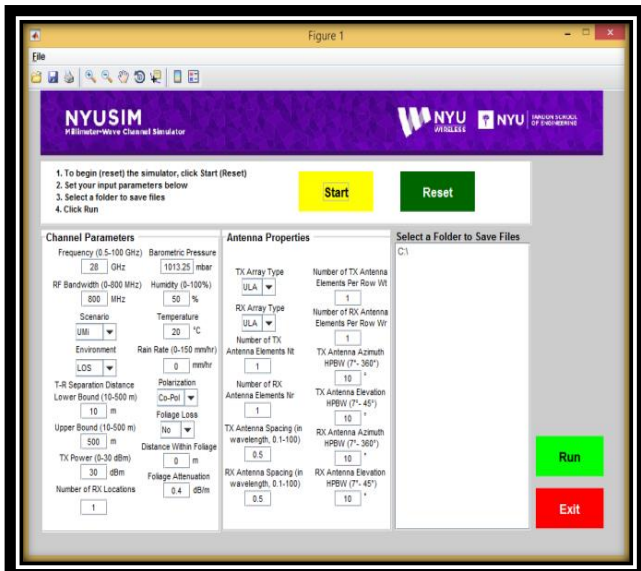 Figure 1
File
NYUSIM
Millimeter-Wave Channel Simulator
NYU
WIRELESS
NYU
TANDON SCHOOL
OF ENGINEERING
1. To begin (reset) the simulator, click Start (Reset)
2. Set your input parameters below
3. Select a folder to save files
4. Click Run
Start
Reset
Channel Parameters
Frequency (0.5-100 GHz)
28 GHz
RF Bandwidth (0-800 MHz)
800 MHz
Scenario
UMi
Environment
LOS
T-R Separation Distance
Lower Bound (10-500 m)
10 m
Upper Bound (10-500 m)
500 m
TX Power (0-30 dBm)
30 dBm
Number of RX Locations
1
Barometric Pressure
1013.25 mbar
Humidity (0-100%)
50 %
Temperature
20 °C
Rain Rate (0-150 mm/hr)
0 mm/hr
Polarization
Co-Pol
Foliage Loss
No
Distance Within Foliage
0 m
Foliage Attenuation
0.4 dB/m
Antenna Properties
TX Array Type
ULA
RX Array Type
ULA
Number of TX
Antenna Elements Nt
1
Number of RX
Antenna Elements Nr
1
TX Antenna Spacing (in
wavelength, 0.1-100)
0.5
RX Antenna Spacing (in
wavelength, 0.1-100)
0.5
Number of TX Antenna
Elements Per Row Wt
1
Number of RX Antenna
Elements Per Row Wr
1
TX Antenna Azimuth
HPBW (7°- 360°)
10 °
TX Antenna Elevation
HPBW (7°- 45°)
10 °
RX Antenna Azimuth
HPBW (7°- 360°)
10 °
RX Antenna Elevation
HPBW (7°- 45°)
10 °
Select a Folder to Save Files
C:\
Run
Exit